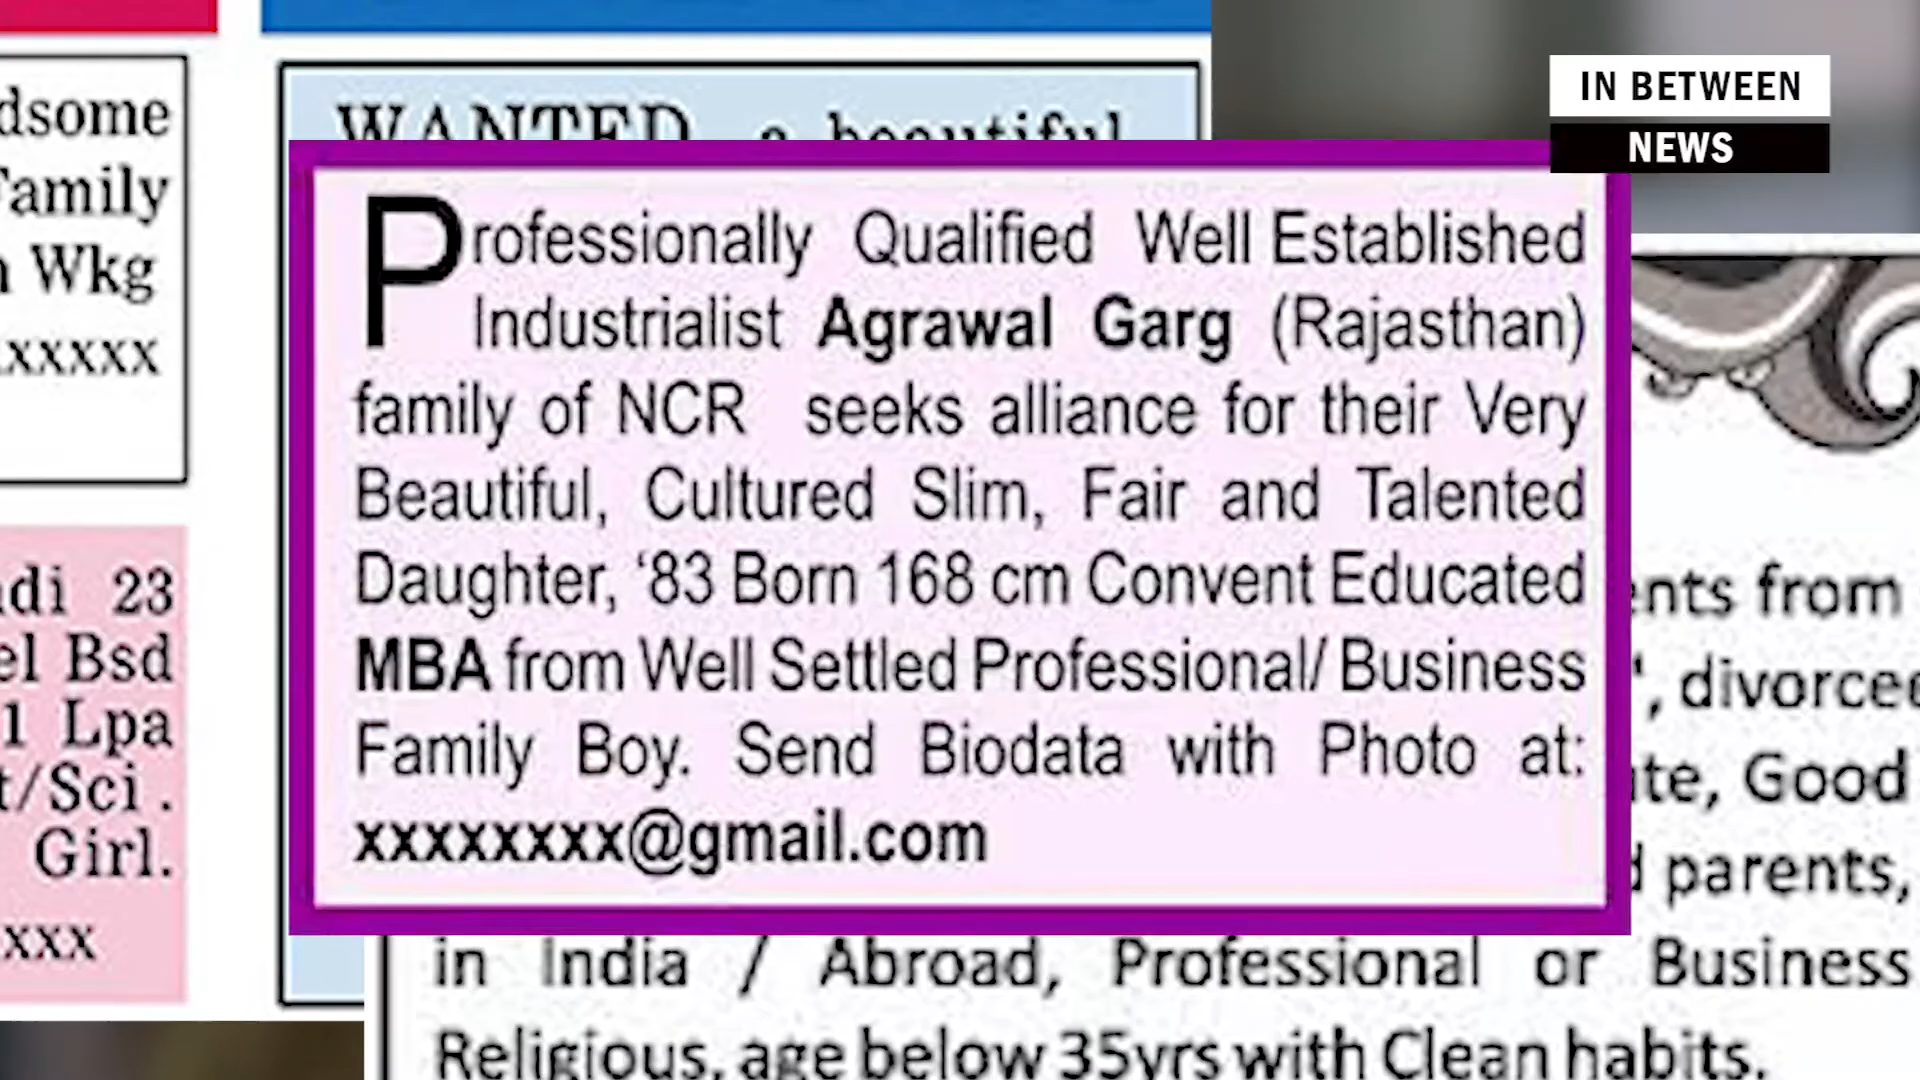 dsome
Family
Wkg
xxxxx
WANTED a beautiful
IN BETWEEN
NEWS
Professionally Qualified Well Established
Industrialist Agrawal Garg (Rajasthan)
family of NCR seeks alliance for their Very
Beautiful, Cultured Slim, Fair and Talented
Daughter, ‘83 Born 168 cm Convent Educated
MBA from Well Settled Professional/ Business
Family Boy. Send Biodata with Photo at:
xxxxxxxx@gmail.com
di 23
el Bsd
1 Lpa
t/Sci .
Girl.
xxx
ents from
, divorcee
te, Good
parents,
in India / Abroad, Professional or Business
Religious, age below 35yrs with Clean habits.